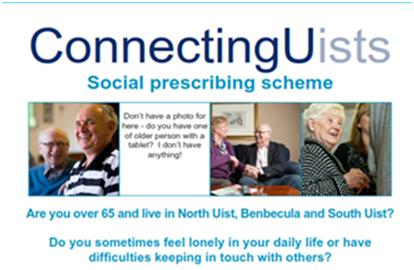 ConnectingUists
Social prescribing scheme
Don't have a photo for
here - do you have one
of older person with a
tablet? I don't have
anything!
Are you over 65 and live in North Uist, Benbecula and South Uist?
Do you sometimes feel lonely in your daily life or have
difficulties keeping in touch with others?